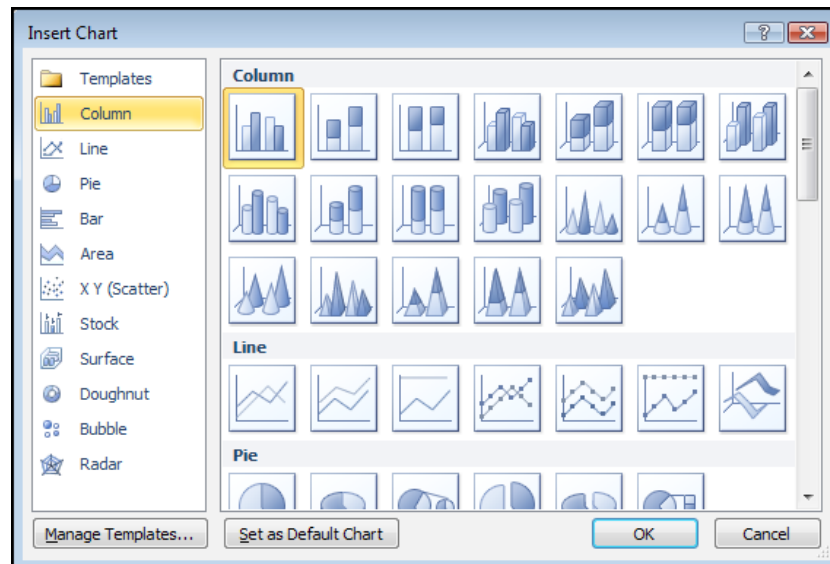 Insert Chart
Templates
Column
Line
Pie
Bar
Area
X Y (Scatter)
Stock
Surface
Doughnut
Bubble
Radar
Column
Line
Pie
Manage Templates...
Set as Default Chart
OK
Cancel